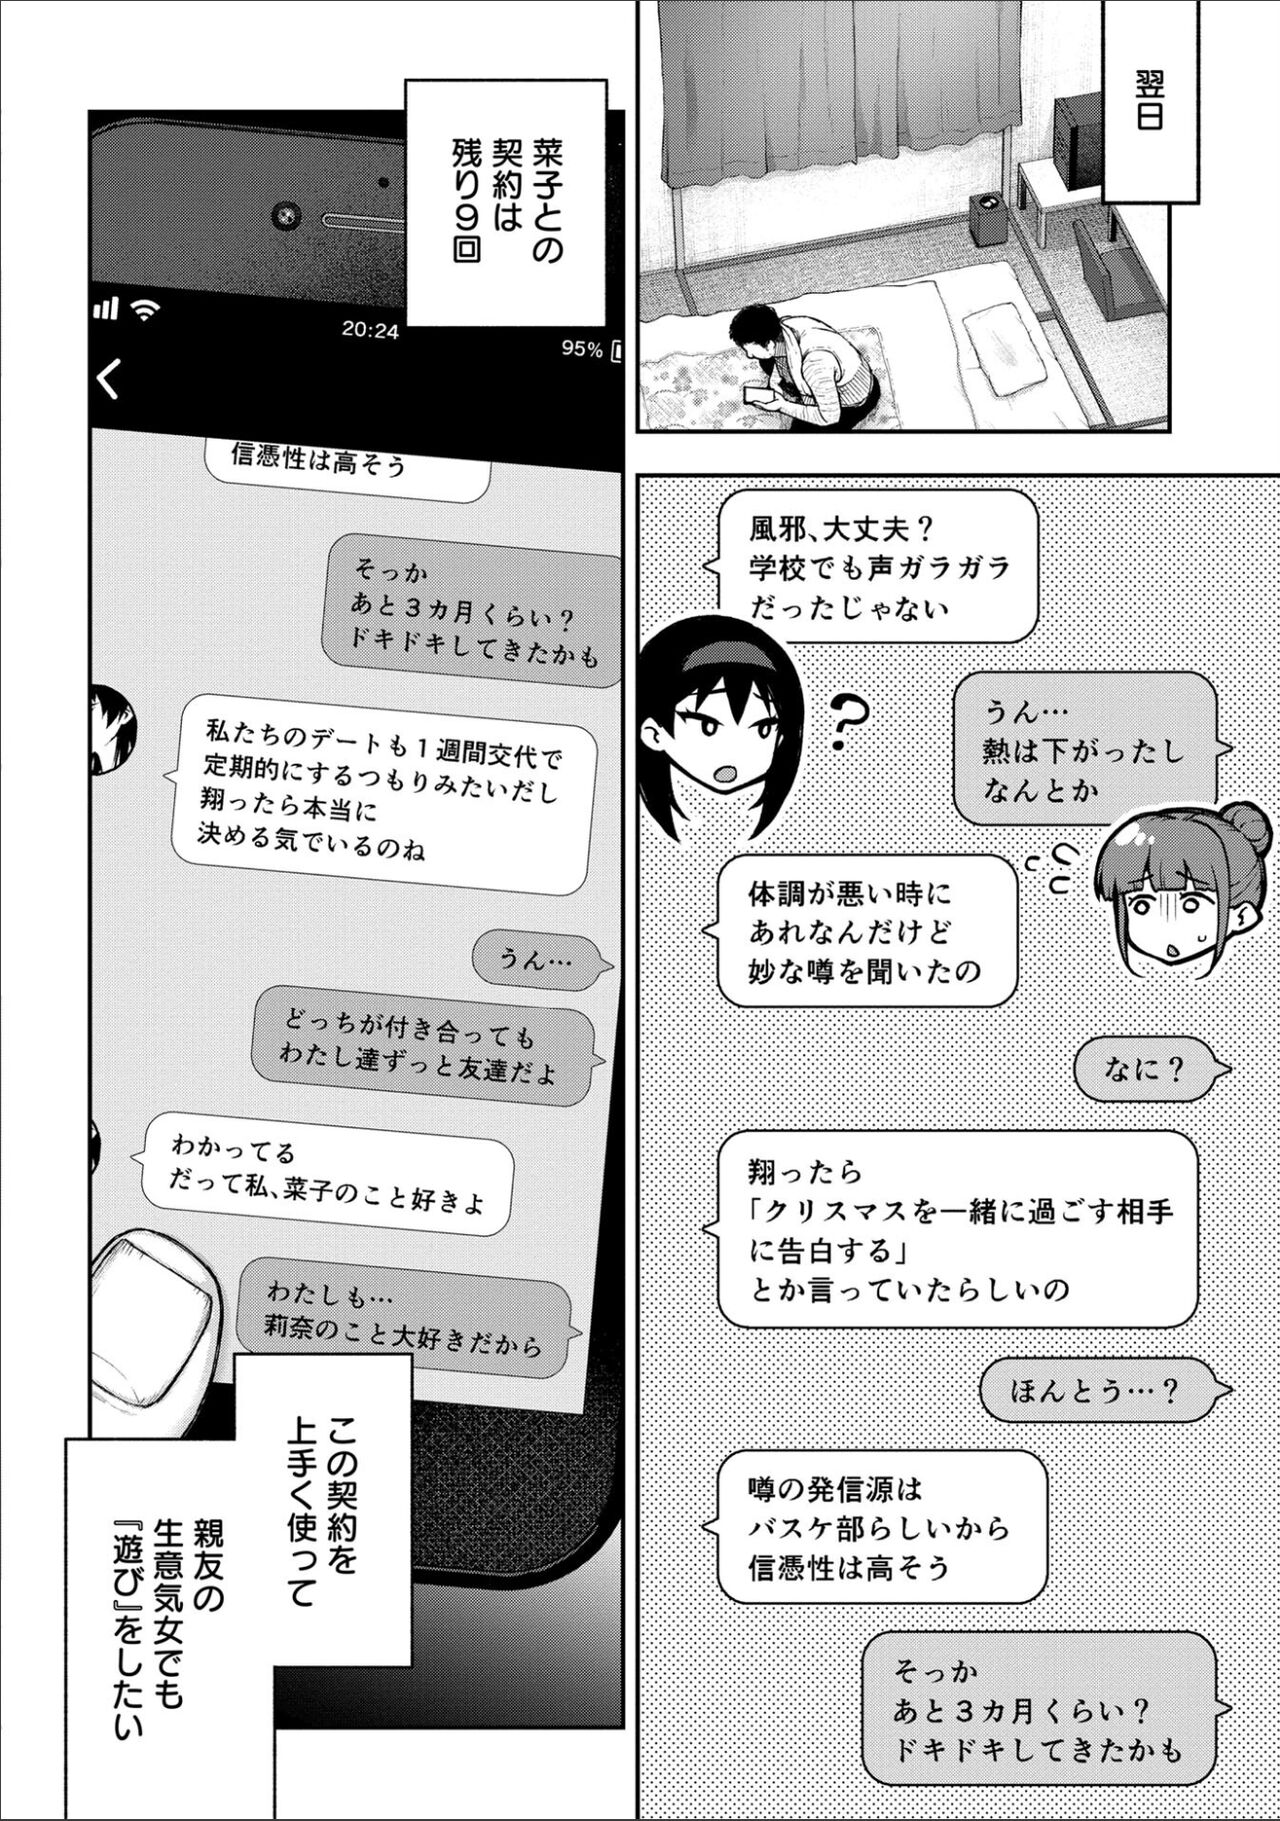 翌日
風邪、大丈夫？
学校でも声ガラガラ
だったじゃない
？
うん…
熱は下がったし
なんとか
体調が悪い時に
あれなんだけど
妙な噂を聞いたの
なに？
翔ったら
「クリスマスを一緒に過ごす相手
に告白する」
とか言っていたらしいの
ほんとう…？
噂の発信源は
バスケ部らしいから
信憑性は高そう
そっか
あと３カ月くらい？
ドキドキしてきたかも
菜子との
契約は
残り9回
20:24
95%
信憑性は高そう
そっか
あと３カ月くらい？
ドキドキしてきたかも
私たちのデートも１週間交代で
定期的にするつもりみたいだし
翔ったら本当に
決める気でいるのね
うん…
どっちが付き合っても
わたし達ずっと友達だよ
わかってる
だって私、菜子のこと好きよ
わたしも…
莉奈のこと大好きだから
この契約を
上手く使って
親友の
生意気女でも
『遊び』をしたい